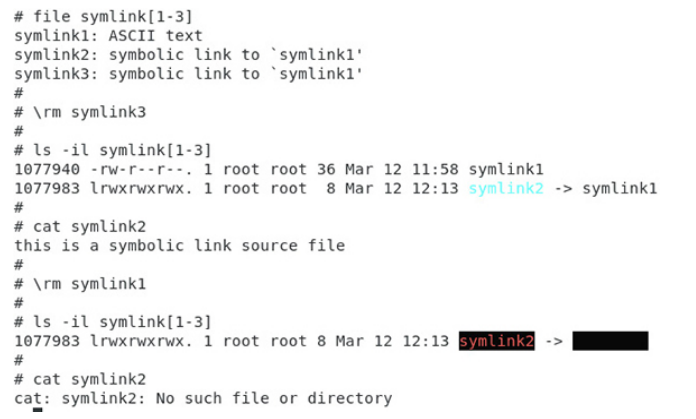 # file symlink[1-3]
symlink1: ASCII text
symlink2: symbolic link to `symlink1'
symlink3: symbolic link to `symlink1'
#
# \rm symlink3
#
# ls -il symlink[1-3]
1077940 -rw-r--r--. 1 root root 36 Mar 12 11:58 symlink1
1077983 lrwxrwxrwx. 1 root root  8 Mar 12 12:13 symlink2 -> symlink1
#
# cat symlink2
this is a symbolic link source file
#
# \rm symlink1
#
# ls -il symlink[1-3]
1077983 lrwxrwxrwx. 1 root root 8 Mar 12 12:13 symlink2 ->
#
# cat symlink2
cat: symlink2: No such file or directory